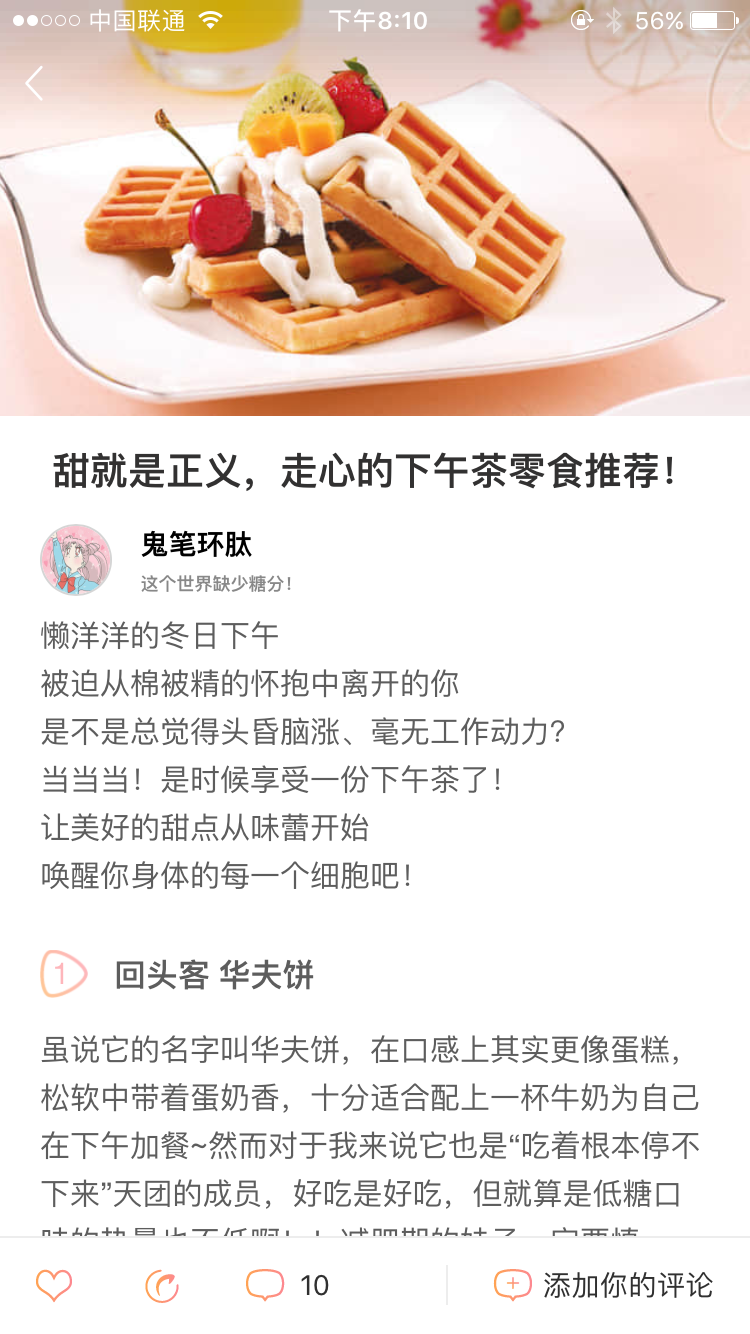 中国联通 下午8:10 56%
甜就是正义，走心的下午茶零食推荐！
鬼笔环肽
这个世界缺少糖分！
懒洋洋的冬日下午
被迫从棉被精的怀抱中离开的你
是不是总觉得头昏脑涨、毫无工作动力？
当当当！是时候享受一份下午茶了！
让美好的甜点从味蕾开始
唤醒你身体的每一个细胞吧！
1 回头客 华夫饼
虽说它的名字叫华夫饼，在口感上其实更像蛋糕，
松软中带着蛋奶香，十分适合配上一杯牛奶为自己
在下午加餐~然而对于我来说它也是“吃着根本停不
下来”天团的成员，好吃是好吃，但就算是低糖口
10 添加你的评论